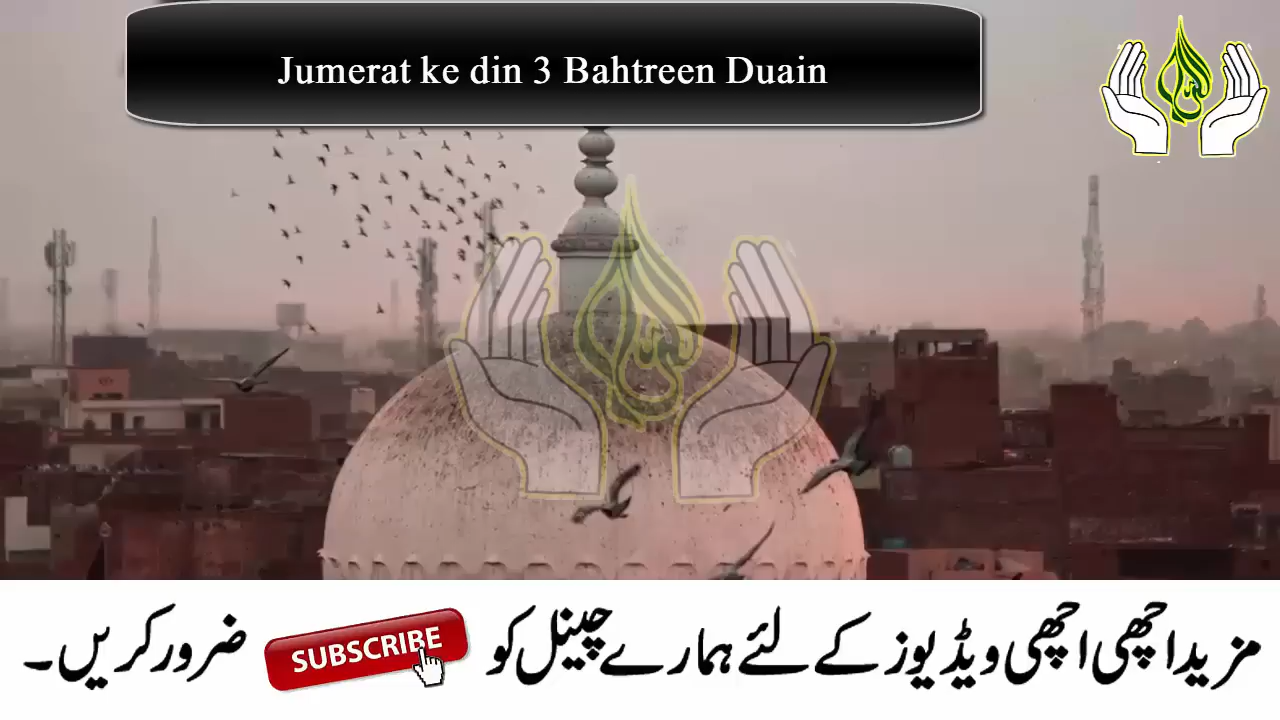 Jumerat ke din 3 Bahtreen Duain
مزید اچھی اچھی ویڈیوز کے لئے ہمارے چینل کو SUBSCRIBE ضرور کریں۔